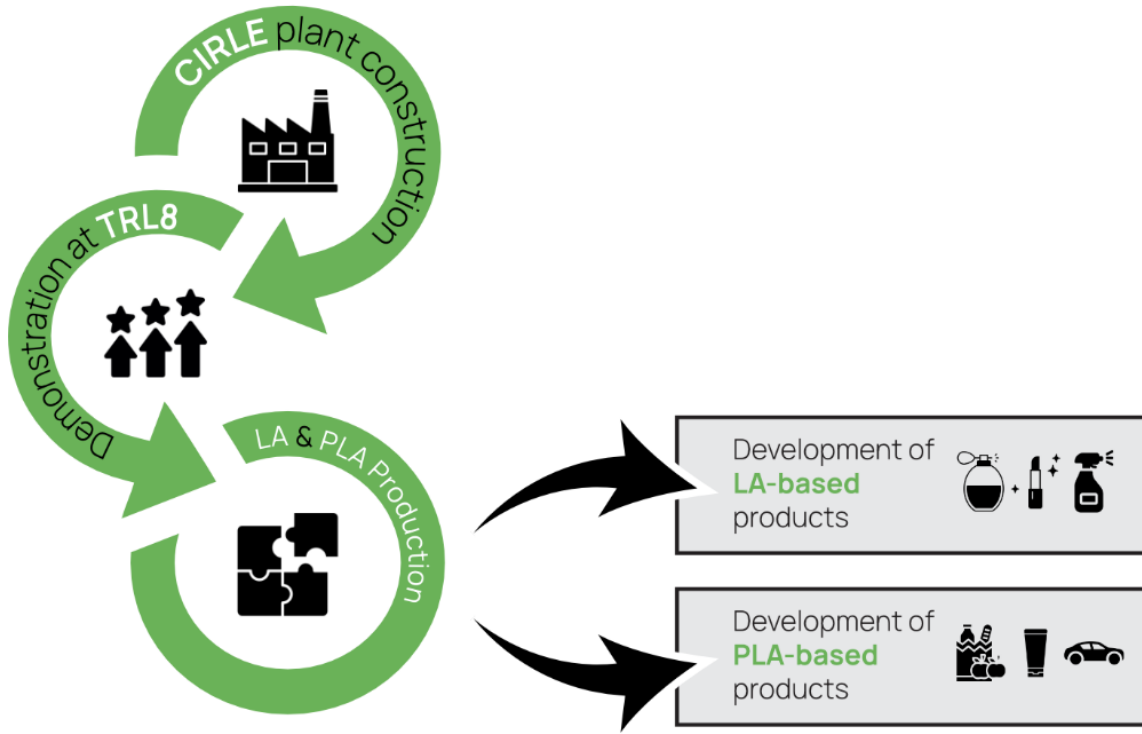 CIRLE plant construction
Demonstration at TRL8
LA & PLA Production
Development of
LA-based
products
Development of
PLA-based
products